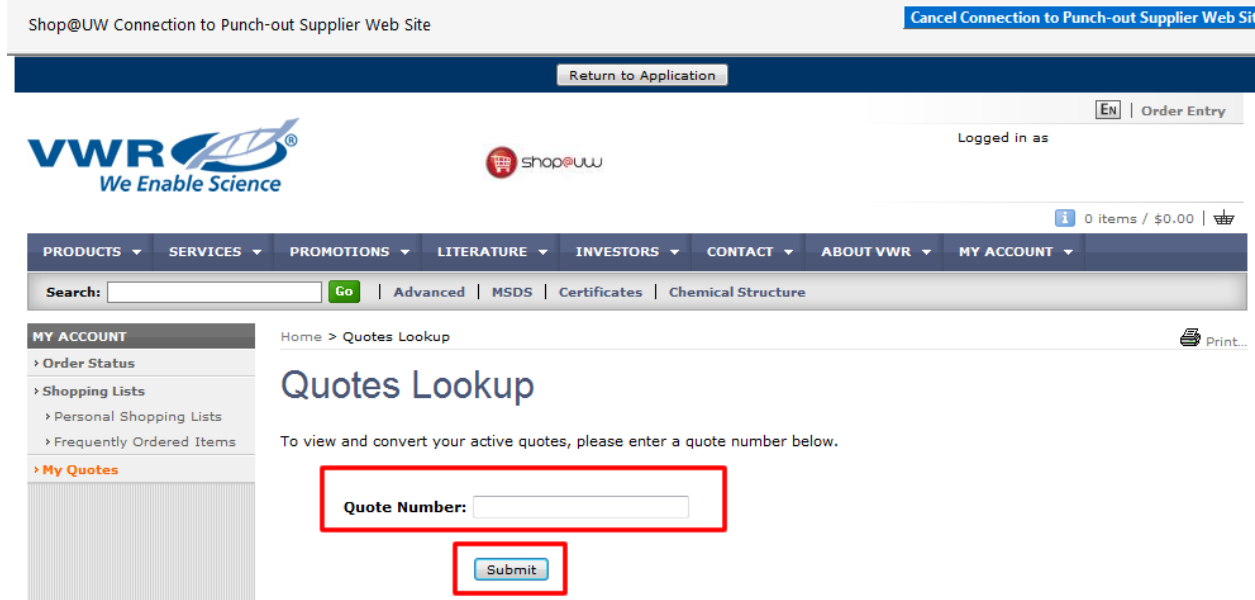 Shop@UW Connection to Punch-out Supplier Web Site
Cancel Connection to Punch-out Supplier Web Sit
Return to Application
EN | Order Entry
Logged in as
VWR®
We Enable Science
shop@uw
i 0 items / $0.00 |
PRODUCTS SERVICES PROMOTIONS LITERATURE INVESTORS CONTACT ABOUT VWR MY ACCOUNT
Search: Go | Advanced | MSDS | Certificates | Chemical Structure
MY ACCOUNT
› Order Status
› Shopping Lists
› Personal Shopping Lists
› Frequently Ordered Items
› My Quotes
Home > Quotes Lookup
Print...
Quotes Lookup
To view and convert your active quotes, please enter a quote number below.
Quote Number:
Submit